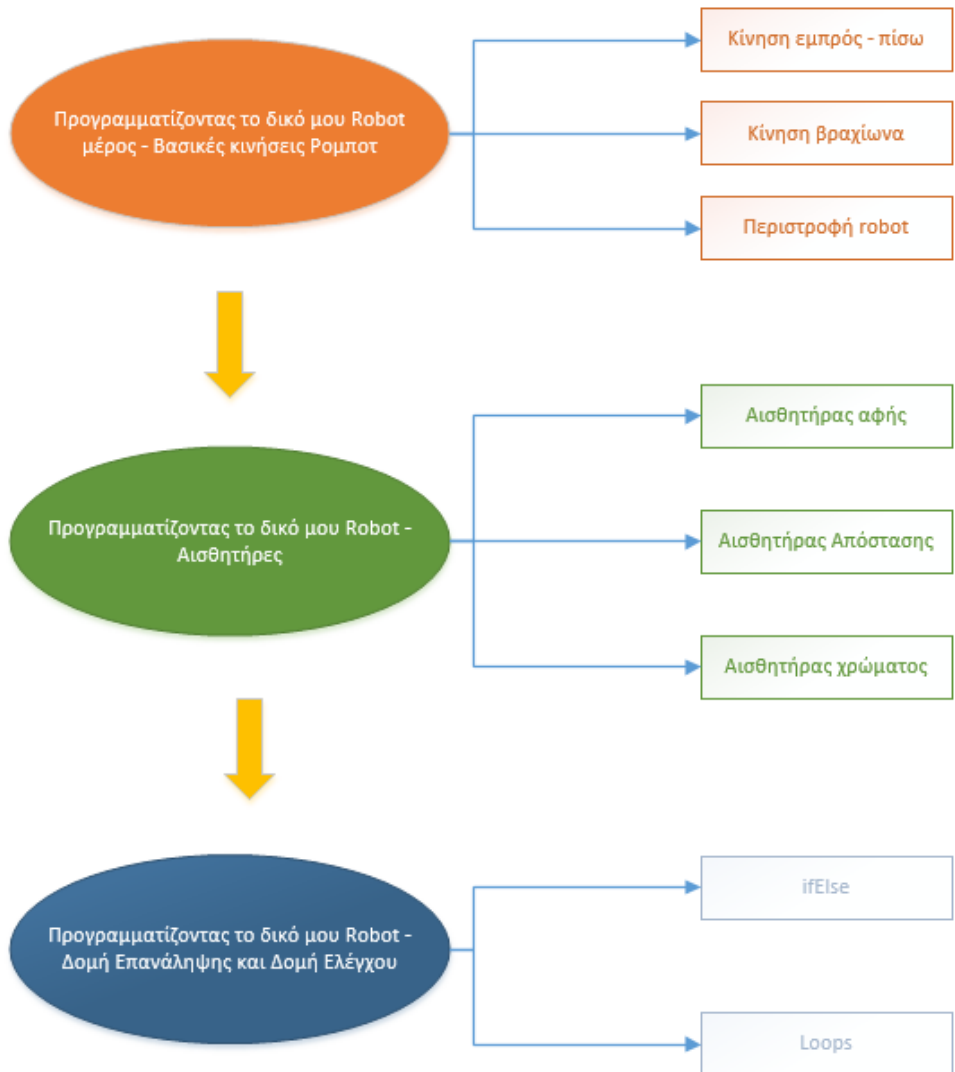 Προγραμματίζοντας το δικό μου Robot
μέρος - Βασικές κινήσεις Ρομποτ
Κίνηση εμπρός - πίσω
Κίνηση βραχίωνα
Περιστροφή robot
Προγραμματίζοντας το δικό μου Robot -
Αισθητήρες
Αισθητήρας αφής
Αισθητήρας Απόστασης
Αισθητήρας χρώματος
Προγραμματίζοντας το δικό μου Robot -
Δομή Επανάληψης και Δομή Ελέγχου
ifElse
Loops